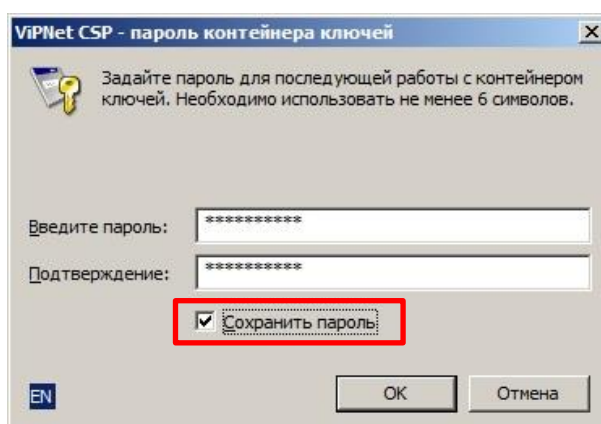 ViPNet CSP - пароль контейнера ключей
Задайте пароль для последующей работы с контейнером
ключей. Необходимо использовать не менее 6 символов.
Введите пароль: **********
Подтверждение: **********
Сохранить пароль
EN OK Отмена